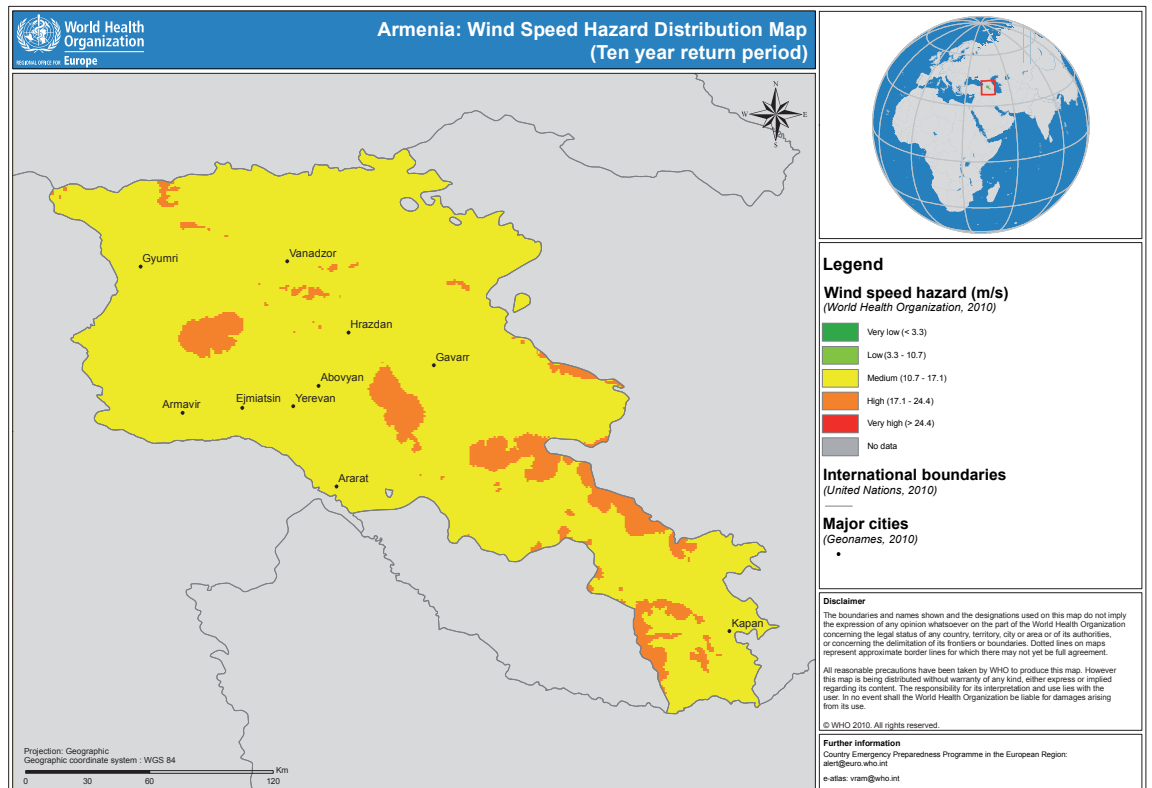 World Health
Organization
REGIONAL OFFICE FOR Europe
Armenia: Wind Speed Hazard Distribution Map
(Ten year return period)
N
W E
S
Gyumri
Vanadzor
Hrazdan
Gavarr
Abovyan
Armavir
Ejmiatsin
Yerevan
Ararat
Kapan
Projection: Geographic
Geographic coordinate system : WGS 84
Km
0 30 60 120
Legend
Wind speed hazard (m/s)
(World Health Organization, 2010)
Very low (< 3.3)
Low (3.3 - 10.7)
Medium (10.7 - 17.1)
High (17.1 - 24.4)
Very high (> 24.4)
No data
International boundaries
(United Nations, 2010)
Major cities
(Geonames, 2010)
Disclaimer
The boundaries and names shown and the designations used on this map do not imply
the expression of any opinion whatsoever on the part of the World Health Organization
concerning the legal status of any country, territory, city or area or of its authorities,
or concerning the delimitation of its frontiers or boundaries. Dotted lines on maps
represent approximate border lines for which there may not yet be full agreement.
All reasonable precautions have been taken by WHO to produce this map. However
this map is being distributed without warranty of any kind, either express or implied
regarding its content. The responsibility for its interpretation and use lies with the
user. In no event shall the World Health Organization be liable for damages arising
from its use.
© WHO 2010. All rights reserved.
Further information
Country Emergency Preparedness Programme in the European Region:
alert@euro.who.int
e-atlas: vram@who.int